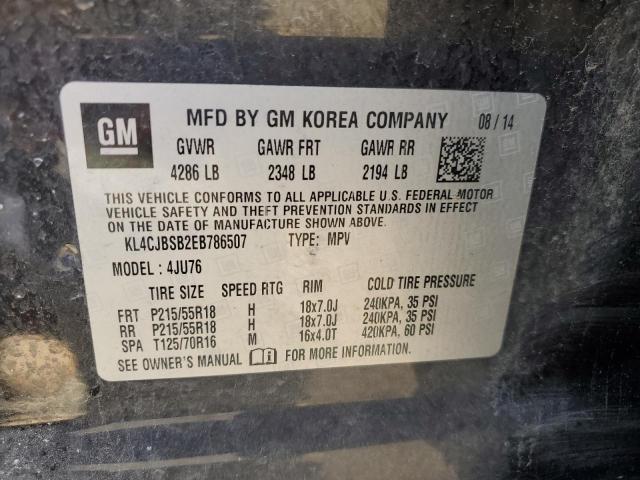 GM
MFD BY GM KOREA COMPANY 08 / 14
GVWR GAWR FRT GAWR RR
4286 LB 2348 LB 2194 LB
THIS VEHICLE CONFORMS TO ALL APPLICABLE U.S. FEDERAL MOTOR
VEHICLE SAFETY AND THEFT PREVENTION STANDARDS IN EFFECT
ON THE DATE OF MANUFACTURE SHOWN ABOVE.
KL4CJBSB2EB786507 TYPE: MPV
MODEL : 4JU76
TIRE SIZE SPEED RTG RIM COLD TIRE PRESSURE
FRT P215/55R18 H 18x7.0J 240KPA, 35 PSI
RR P215/55R18 H 18x7.0J 240KPA, 35 PSI
SPA T125/70R16 M 16x4.0T 420KPA, 60 PSI
SEE OWNER'S MANUAL FOR MORE INFORMATION.